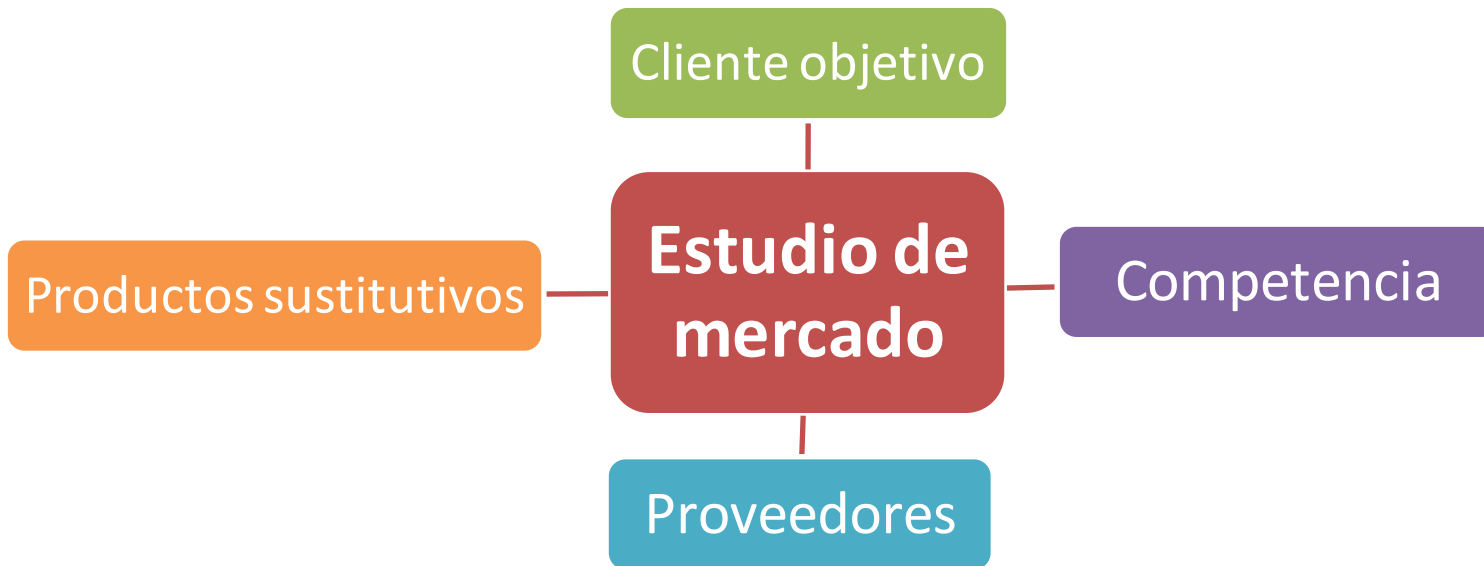 Cliente objetivo
Productos sustitutivos
Estudio de
mercado
Competencia
Proveedores